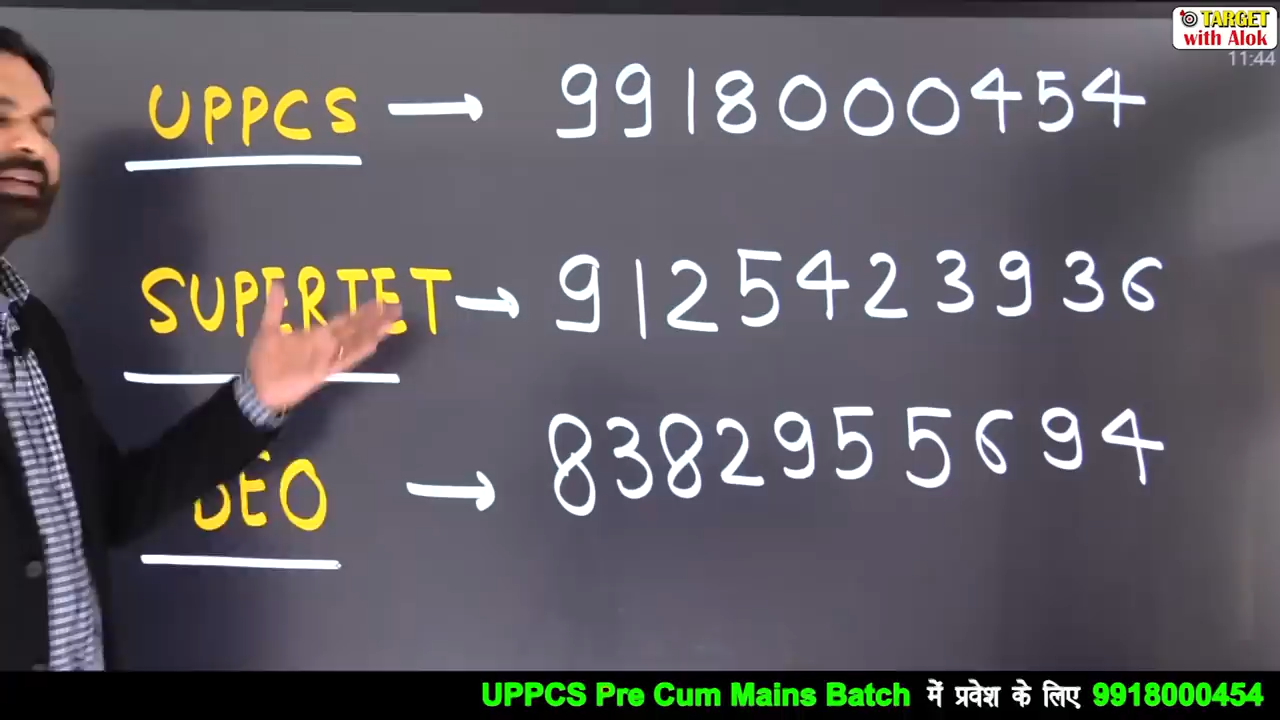 TARGET
with Alok
11:44
UPPCS → 9918000454
SUPERTET → 9125423936
→ 8382955694
UPPCS Pre Cum Mains Batch में प्रवेश के लिए 9918000454